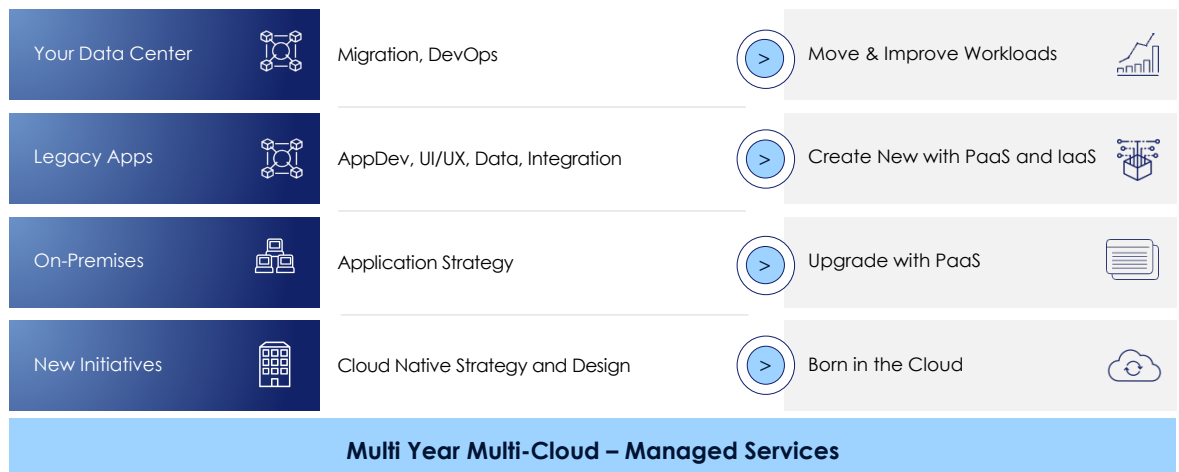 Your Data Center
Migration, DevOps
>
Move & Improve Workloads
Legacy Apps
AppDev, UI/UX, Data, Integration
>
Create New with PaaS and IaaS
On-Premises
Application Strategy
>
Upgrade with PaaS
New Initiatives
Cloud Native Strategy and Design
>
Born in the Cloud
Multi Year Multi-Cloud – Managed Services